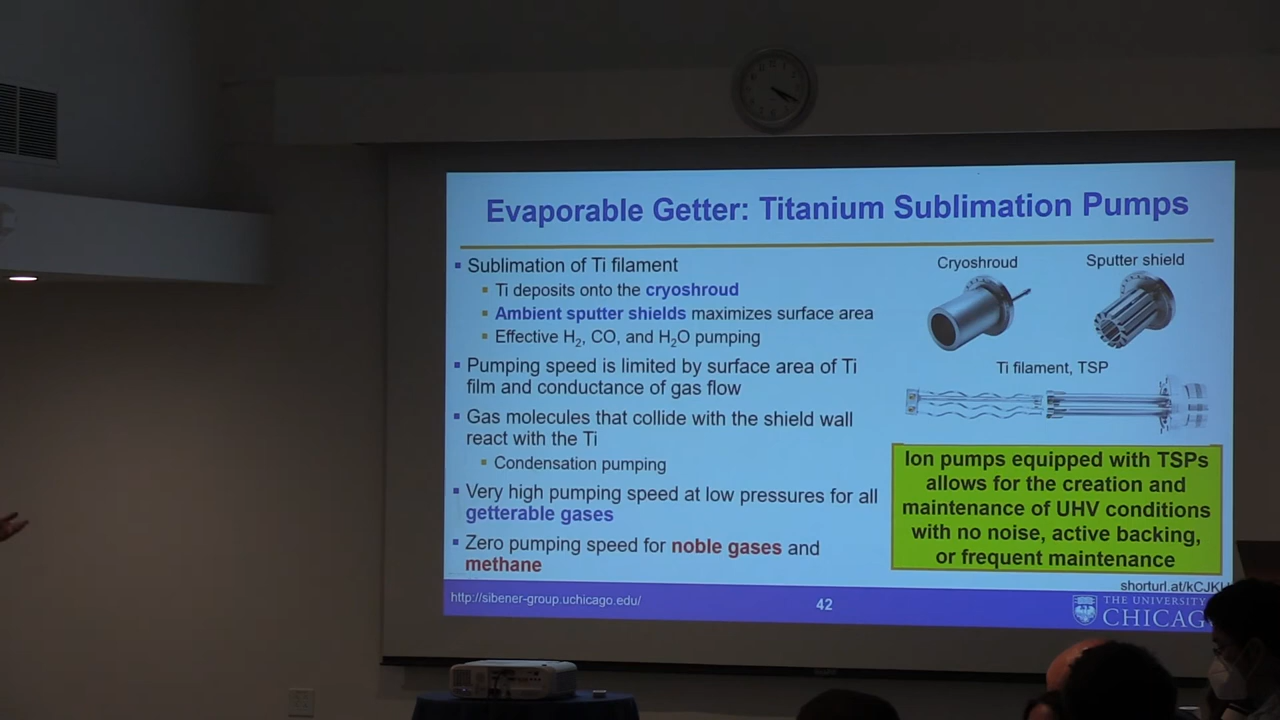 Evaporable Getter: Titanium Sublimation Pumps
Sublimation of Ti filament
Ti deposits onto the cryoshroud
Ambient sputter shields maximizes surface area
Effective H2, CO, and H2O pumping
Pumping speed is limited by surface area of Ti
film and conductance of gas flow
Gas molecules that collide with the shield wall
react with the Ti
Condensation pumping
Very high pumping speed at low pressures for all
getterable gases
Zero pumping speed for noble gases and
methane
Cryoshroud
Sputter shield
Ti filament, TSP
Ion pumps equipped with TSPs
allows for the creation and
maintenance of UHV conditions
with no noise, active backing,
or frequent maintenance
http://sibener-group.uchicago.edu/
42
THE UNIVERSITY